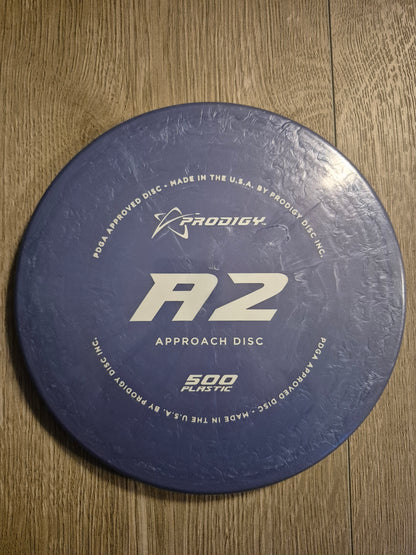 PDGA APPROVED DISC - MADE IN THE U.S.A. BY PRODIGY DISC INC.
PRODIGY™
A2
APPROACH DISC
500
PLASTIC
PDGA APPROVED DISC - MADE IN THE U.S.A. BY PRODIGY DISC INC.